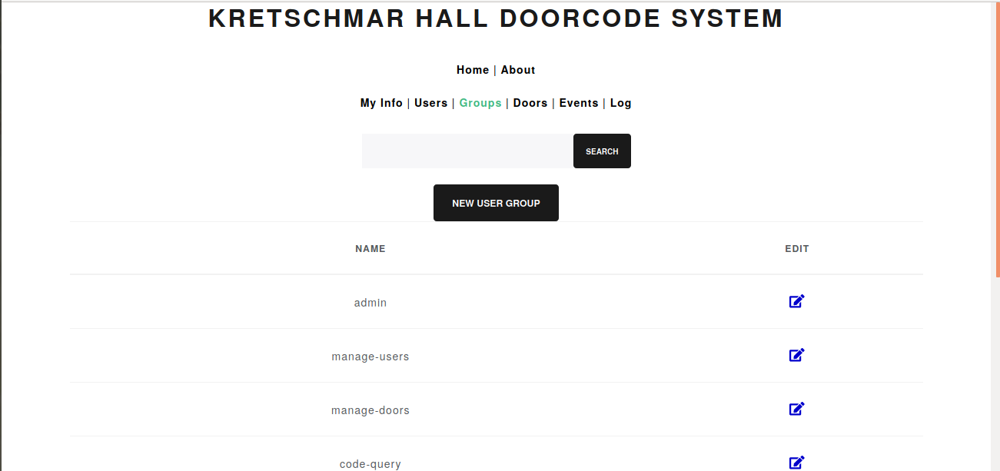 KRETSCHMAR HALL DOORCODE SYSTEM
Home | About
My Info | Users | Groups | Doors | Events | Log
SEARCH
NEW USER GROUP
NAME EDIT
admin
manage-users
manage-doors
code-query